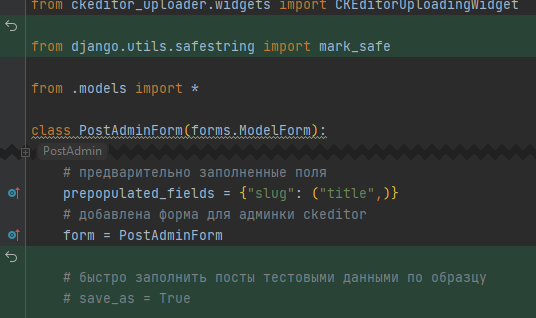 from ckeditor_uploader.widgets import CKEditorUploadingWidget
from django.utils.safestring import mark_safe
from .models import *
class PostAdminForm(forms.ModelForm):
PostAdmin
# предварительно заполненные поля
prepopulated_fields = {"slug": ("title",)}
# добавлена форма для админки ckeditor
form = PostAdminForm
# быстро заполнить посты тестовыми данными по образцу
# save_as = True